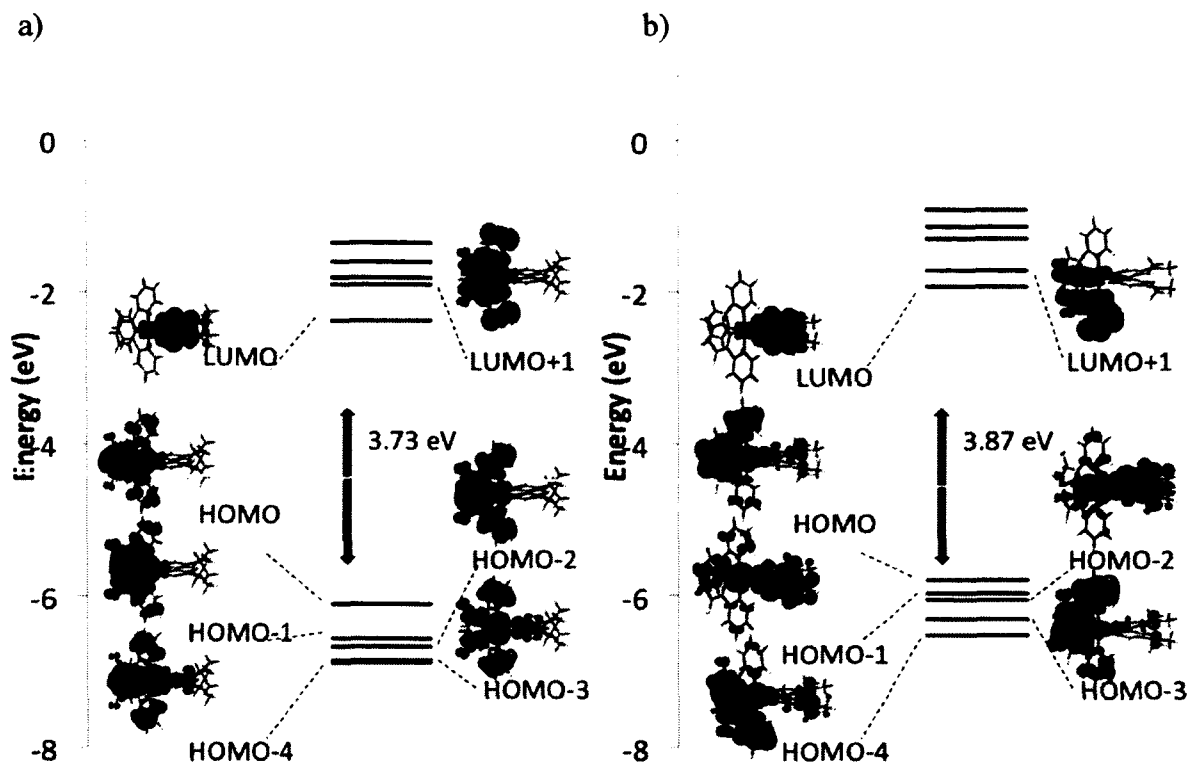 a)
0
-2
-4
-6
-8
Energy (eV)
LUMO
LUMO+1
3.73 eV
HOMO
HOMO-2
HOMO-1
HOMO-3
HOMO-4
b)
0
-2
-4
-6
-8
Energy (eV)
LUMO
LUMO+1
3.87 eV
HOMO
HOMO-2
HOMO-1
HOMO-3
HOMO-4